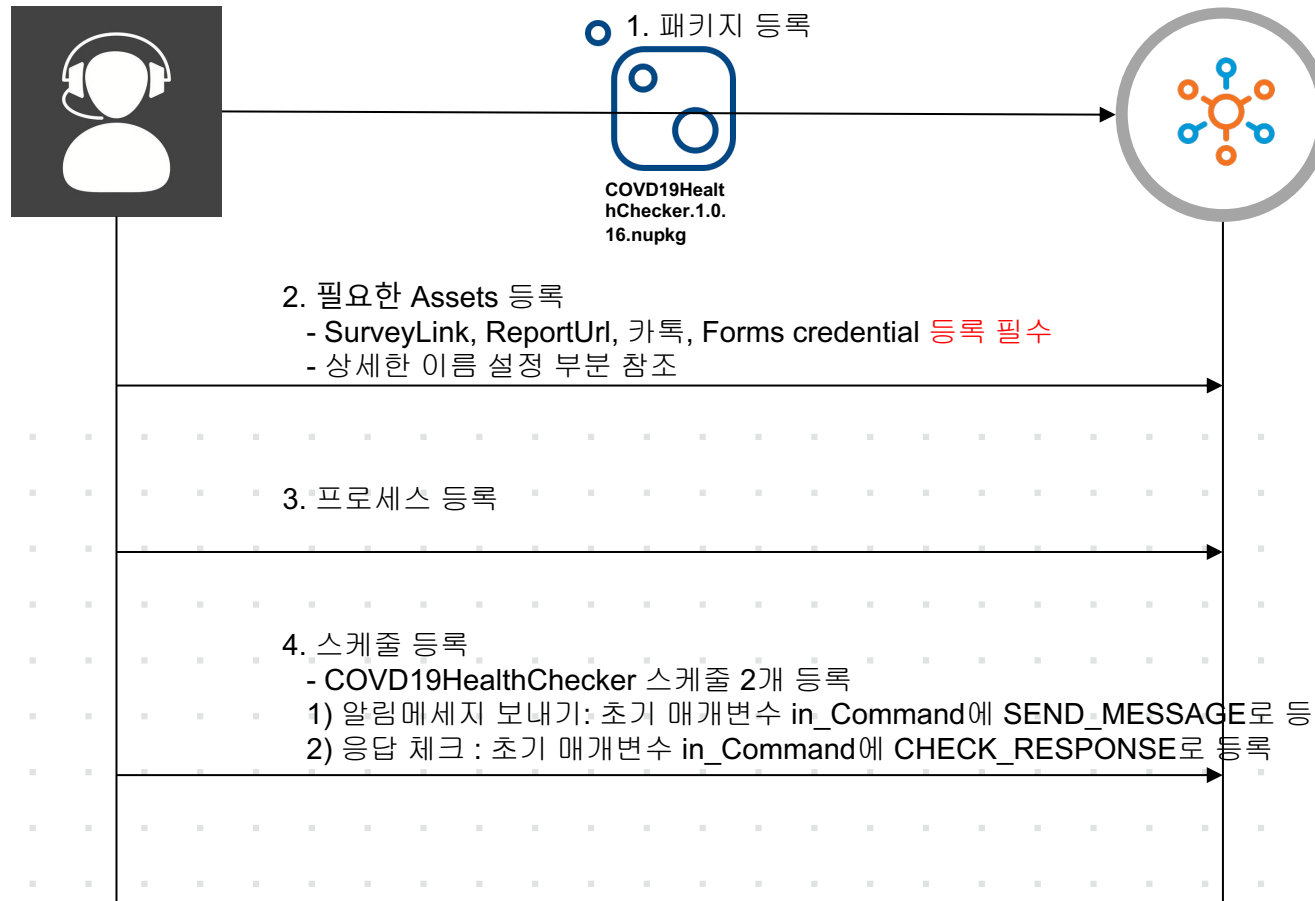 1. 패키지 등록
COVD19Healt
hChecker.1.0.
16.nupkg
2. 필요한 Assets 등록
- SurveyLink, ReportUrl, 카톡, Forms credential 등록 필수
- 상세한 이름 설정 부분 참조
3. 프로세스 등록
4. 스케줄 등록
- COVD19HealthChecker 스케줄 2개 등록
1) 알림메세지 보내기: 초기 매개변수 in_Command에 SEND_MESSAGE로 등
2) 응답 체크 : 초기 매개변수 in_Command에 CHECK_RESPONSE로 등록